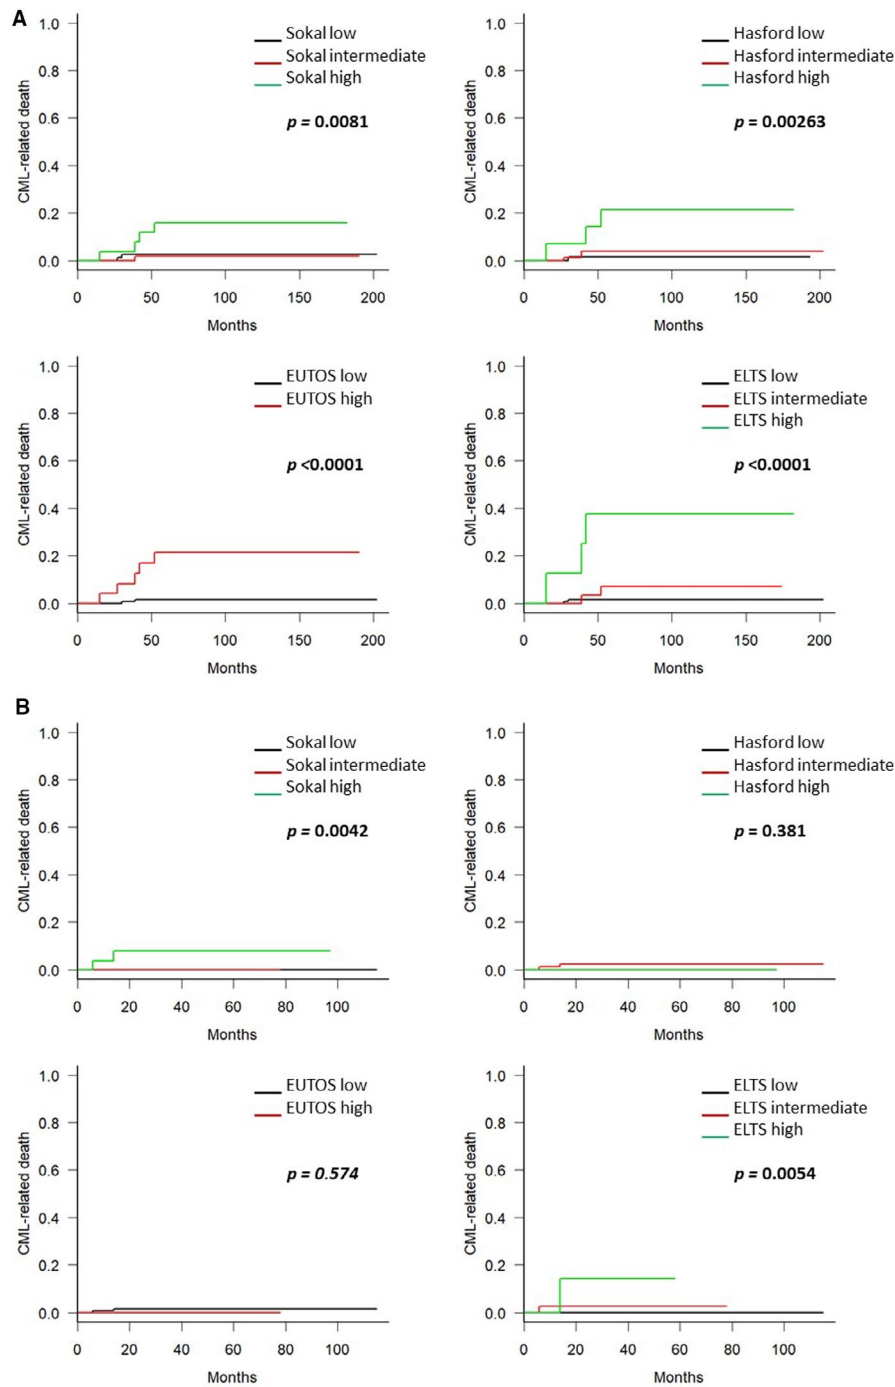 A
1.0
0.8
0.6
0.4
0.2
0.0
CML-related death
Sokal low
Sokal intermediate
Sokal high
p = 0.0081
0 50 100 150 200
Months
1.0
0.8
0.6
0.4
0.2
0.0
CML-related death
Hasford low
Hasford intermediate
Hasford high
p = 0.00263
0 50 100 150 200
Months
1.0
0.8
0.6
0.4
0.2
0.0
CML-related death
EUTOS low
EUTOS high
p <0.0001
0 50 100 150 200
Months
1.0
0.8
0.6
0.4
0.2
0.0
CML-related death
ELTS low
ELTS intermediate
ELTS high
p <0.0001
0 50 100 150 200
Months
B
1.0
0.8
0.6
0.4
0.2
0.0
CML-related death
Sokal low
Sokal intermediate
Sokal high
p = 0.0042
0 20 40 60 80 100
Months
1.0
0.8
0.6
0.4
0.2
0.0
CML-related death
Hasford low
Hasford intermediate
Hasford high
p = 0.381
0 20 40 60 80 100
Months
1.0
0.8
0.6
0.4
0.2
0.0
CML-related death
EUTOS low
EUTOS high
p = 0.574
0 20 40 60 80 100
Months
1.0
0.8
0.6
0.4
0.2
0.0
CML-related death
ELTS low
ELTS intermediate
ELTS high
p = 0.0054
0 20 40 60 80 100
Months